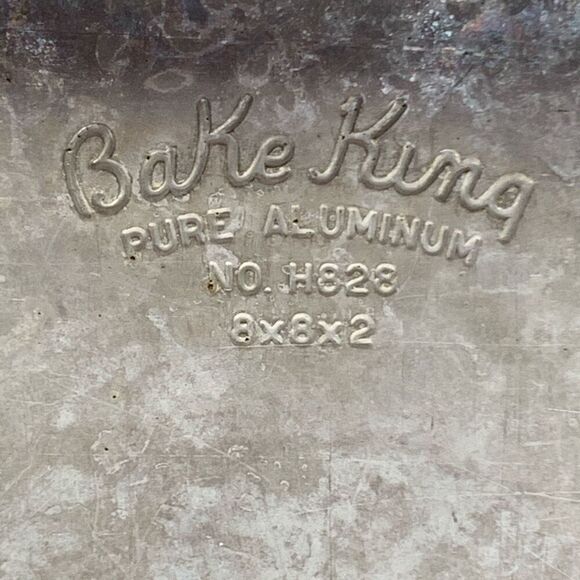 Bake King
PURE ALUMINUM
NO. H828
8x8x2